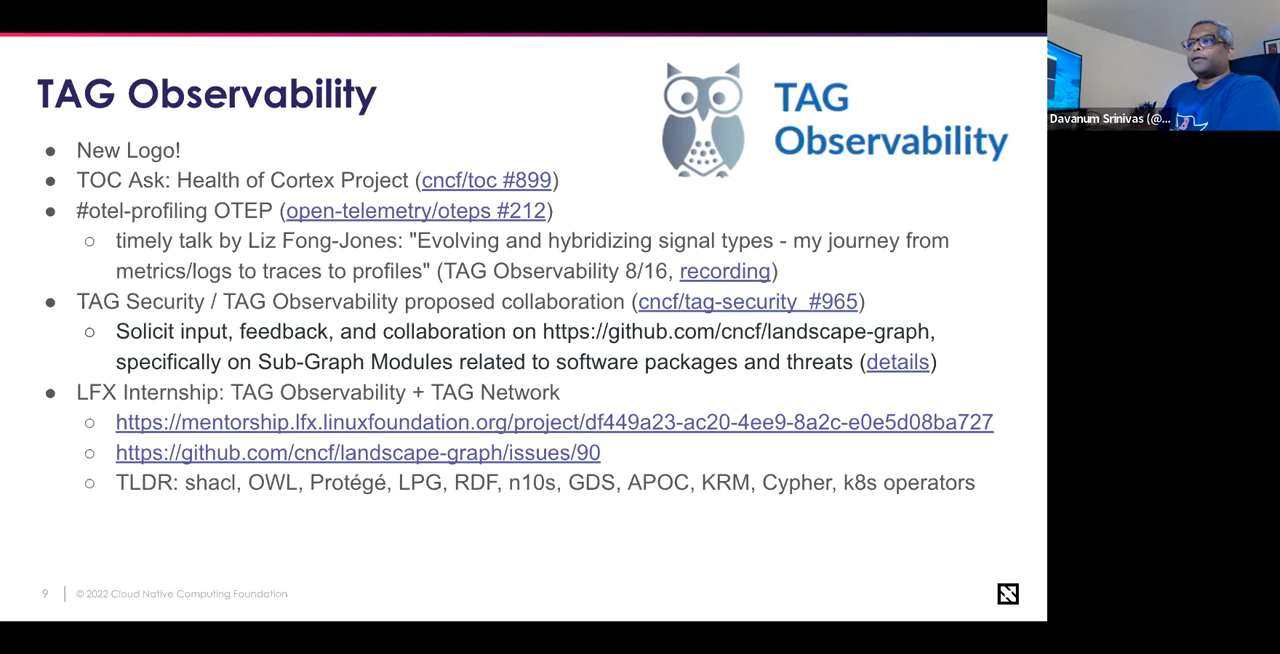 TAG Observability
TAG
Observability
Davanum Srinivas (@...
● New Logo!
● TOC Ask: Health of Cortex Project (cncf/toc #899)
● #otel-profiling OTEP (open-telemetry/oteps #212)
○ timely talk by Liz Fong-Jones: "Evolving and hybridizing signal types - my journey from
metrics/logs to traces to profiles" (TAG Observability 8/16, recording)
● TAG Security / TAG Observability proposed collaboration (cncf/tag-security #965)
○ Solicit input, feedback, and collaboration on https://github.com/cncf/landscape-graph,
specifically on Sub-Graph Modules related to software packages and threats (details)
● LFX Internship: TAG Observability + TAG Network
○ https://mentorship.lfx.linuxfoundation.org/project/df449a23-ac20-4ee9-8a2c-e0e5d08ba727
○ https://github.com/cncf/landscape-graph/issues/90
○ TLDR: shacl, OWL, Protégé, LPG, RDF, n10s, GDS, APOC, KRM, Cypher, k8s operators
9 | © 2022 Cloud Native Computing Foundation